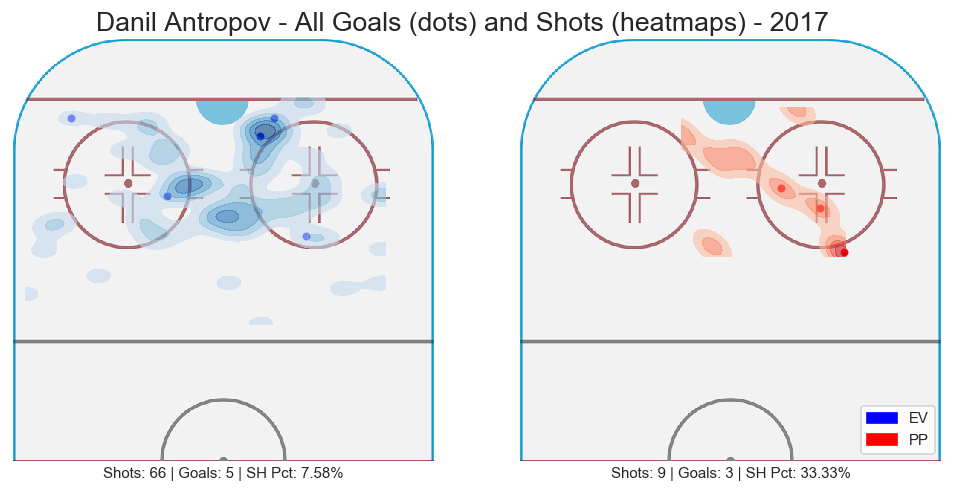 Danil Antropov - All Goals (dots) and Shots (heatmaps) - 2017
EV
PP
Shots: 66 | Goals: 5 | SH Pct: 7.58%
Shots: 9 | Goals: 3 | SH Pct: 33.33%